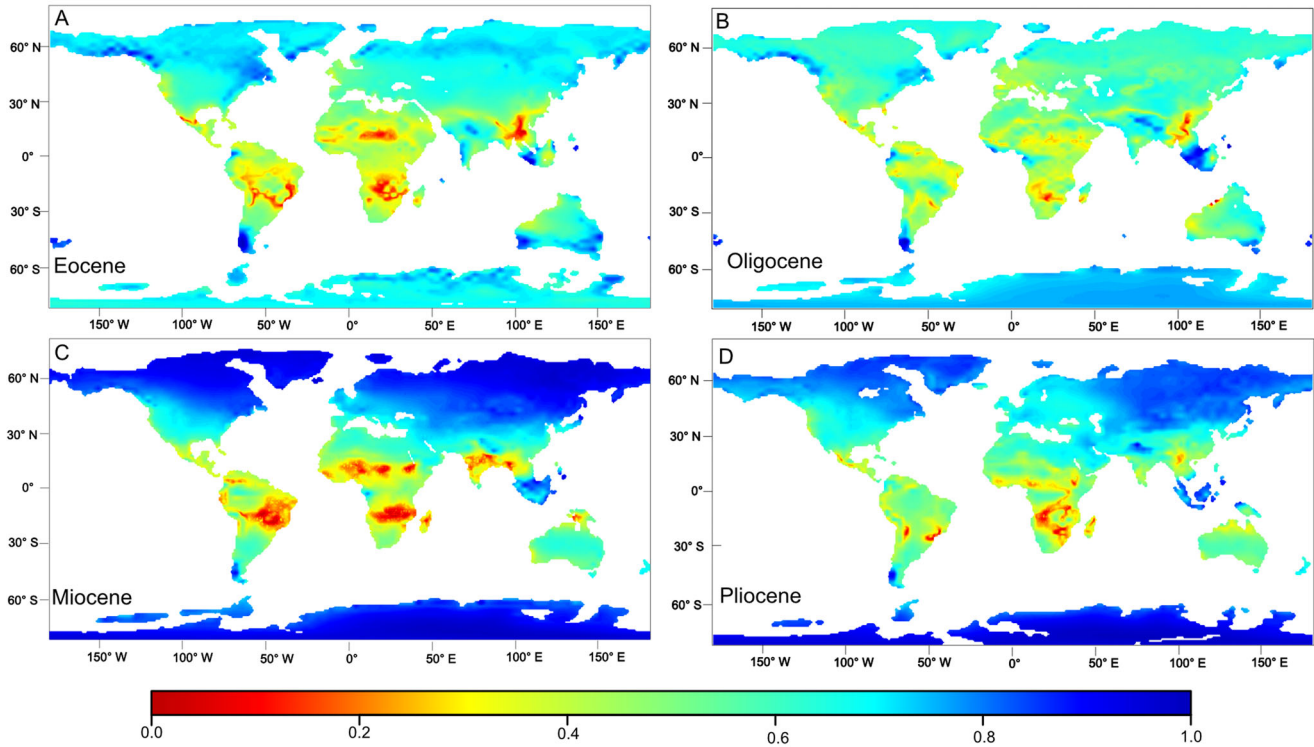 A
60° N
30° N
0°
30° S
60° S
Eocene
150° W
100° W
50° W
0°
50° E
100° E
150° E
B
60° N
30° N
0°
30° S
60° S
Oligocene
150° W
100° W
50° W
0°
50° E
100° E
150° E
C
60° N
30° N
0°
30° S
60° S
Miocene
150° W
100° W
50° W
0°
50° E
100° E
150° E
D
60° N
30° N
0°
30° S
60° S
Pliocene
150° W
100° W
50° W
0°
50° E
100° E
150° E
0.0
0.2
0.4
0.6
0.8
1.0